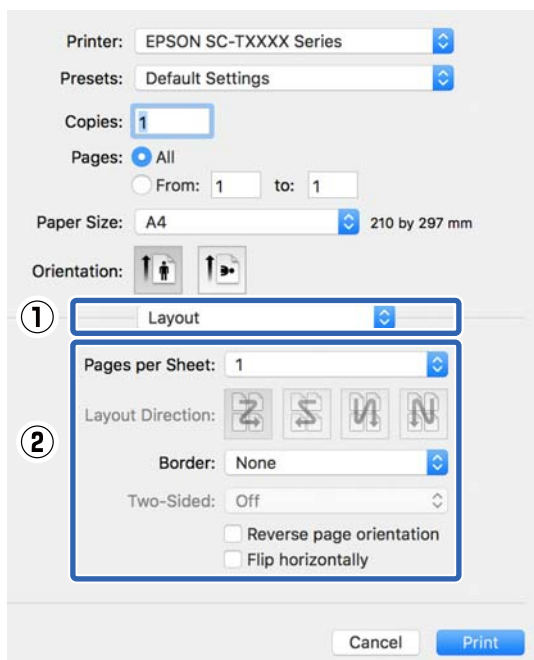 Printer: EPSON SC-TXXXX Series
Presets: Default Settings
Copies: 1
Pages: All
From: 1 to: 1
Paper Size: A4 210 by 297 mm
Orientation:
① Layout
② Pages per Sheet: 1
Layout Direction:
Border: None
Two-Sided: Off
Reverse page orientation
Flip horizontally
Cancel Print